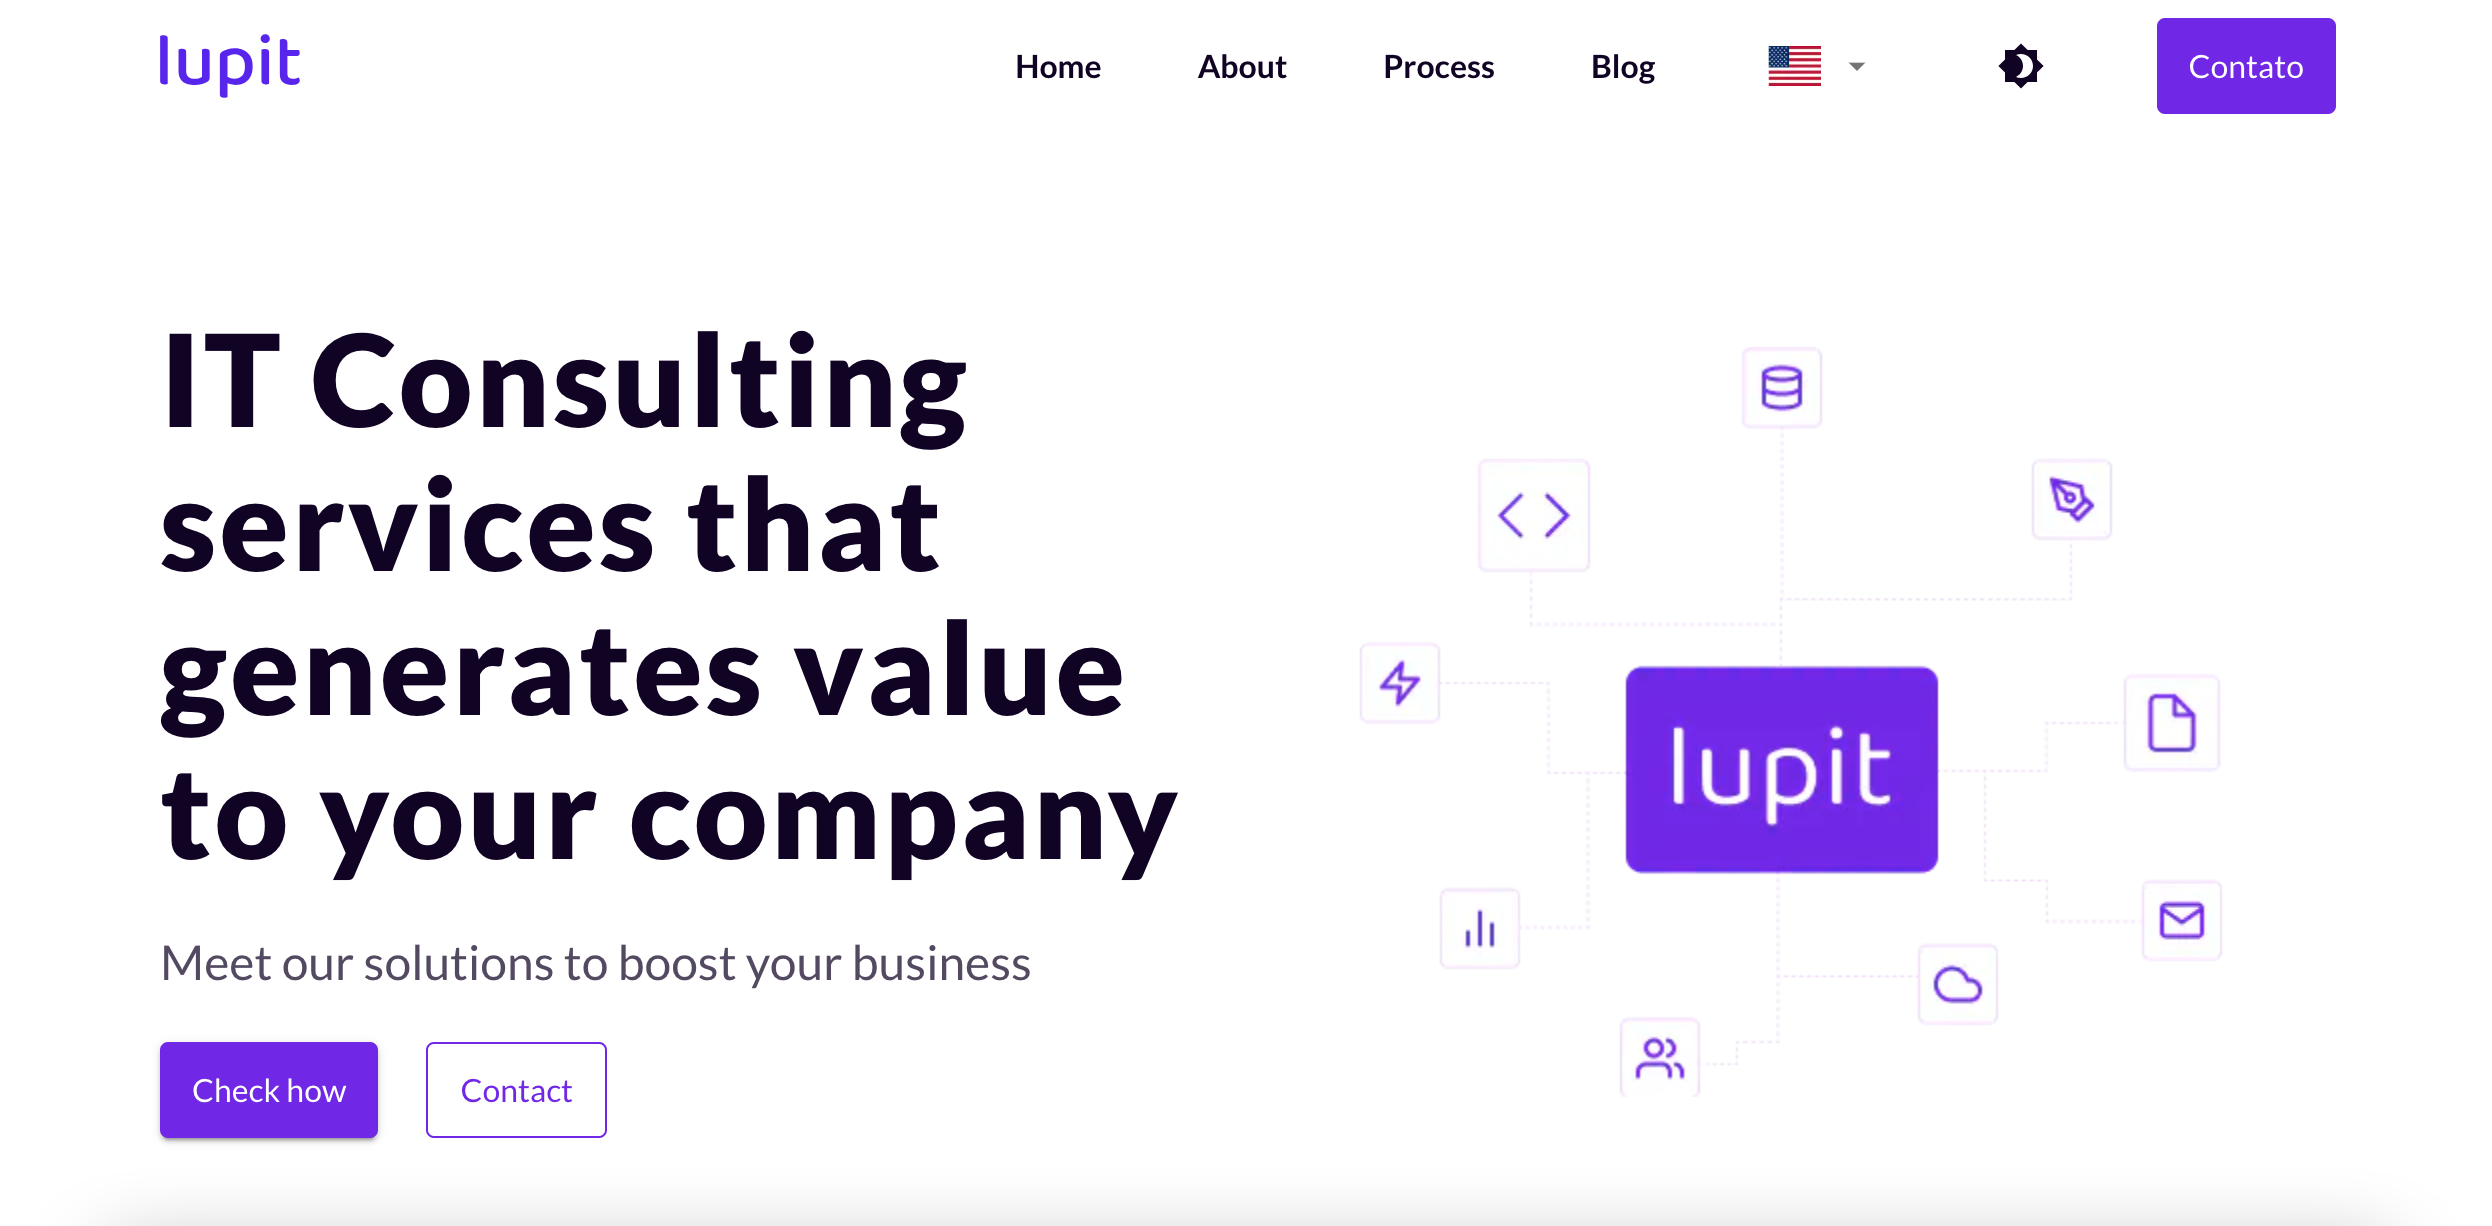 lupit
Home About Process Blog Contato
IT Consulting
services that
generates value
to your company
Meet our solutions to boost your business
Check how Contact
lupit